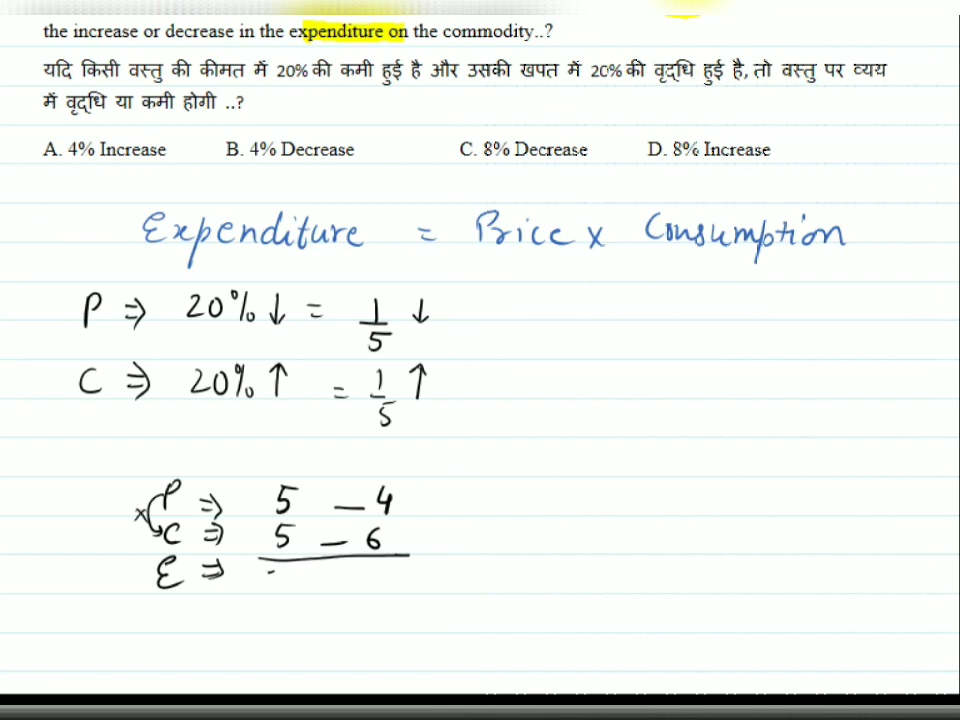 the increase or decrease in the expenditure on the commodity..?
यदि किसी वस्तु की कीमत में 20% की कमी हुई है और उसकी खपत में 20% की वृद्धि हुई है, तो वस्तु पर व्यय
में वृद्धि या कमी होगी ..?
A. 4% Increase B. 4% Decrease C. 8% Decrease D. 8% Increase
Expenditure = Price × Consumption
P ⇒ 20% ↓ = 1/5 ↓
C ⇒ 20% ↑ = 1/5 ↑
P ⇒ 5 – 4
× C ⇒ 5 – 6
E ⇒